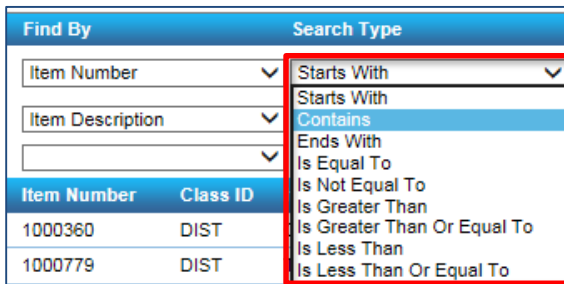 Find By Search Type
Item Number Starts With
Starts With
Item Description Contains
Ends With
Is Equal To
Is Not Equal To
Item Number Class ID Is Greater Than
1000360 DIST Is Greater Than Or Equal To
Is Less Than
1000779 DIST Is Less Than Or Equal To